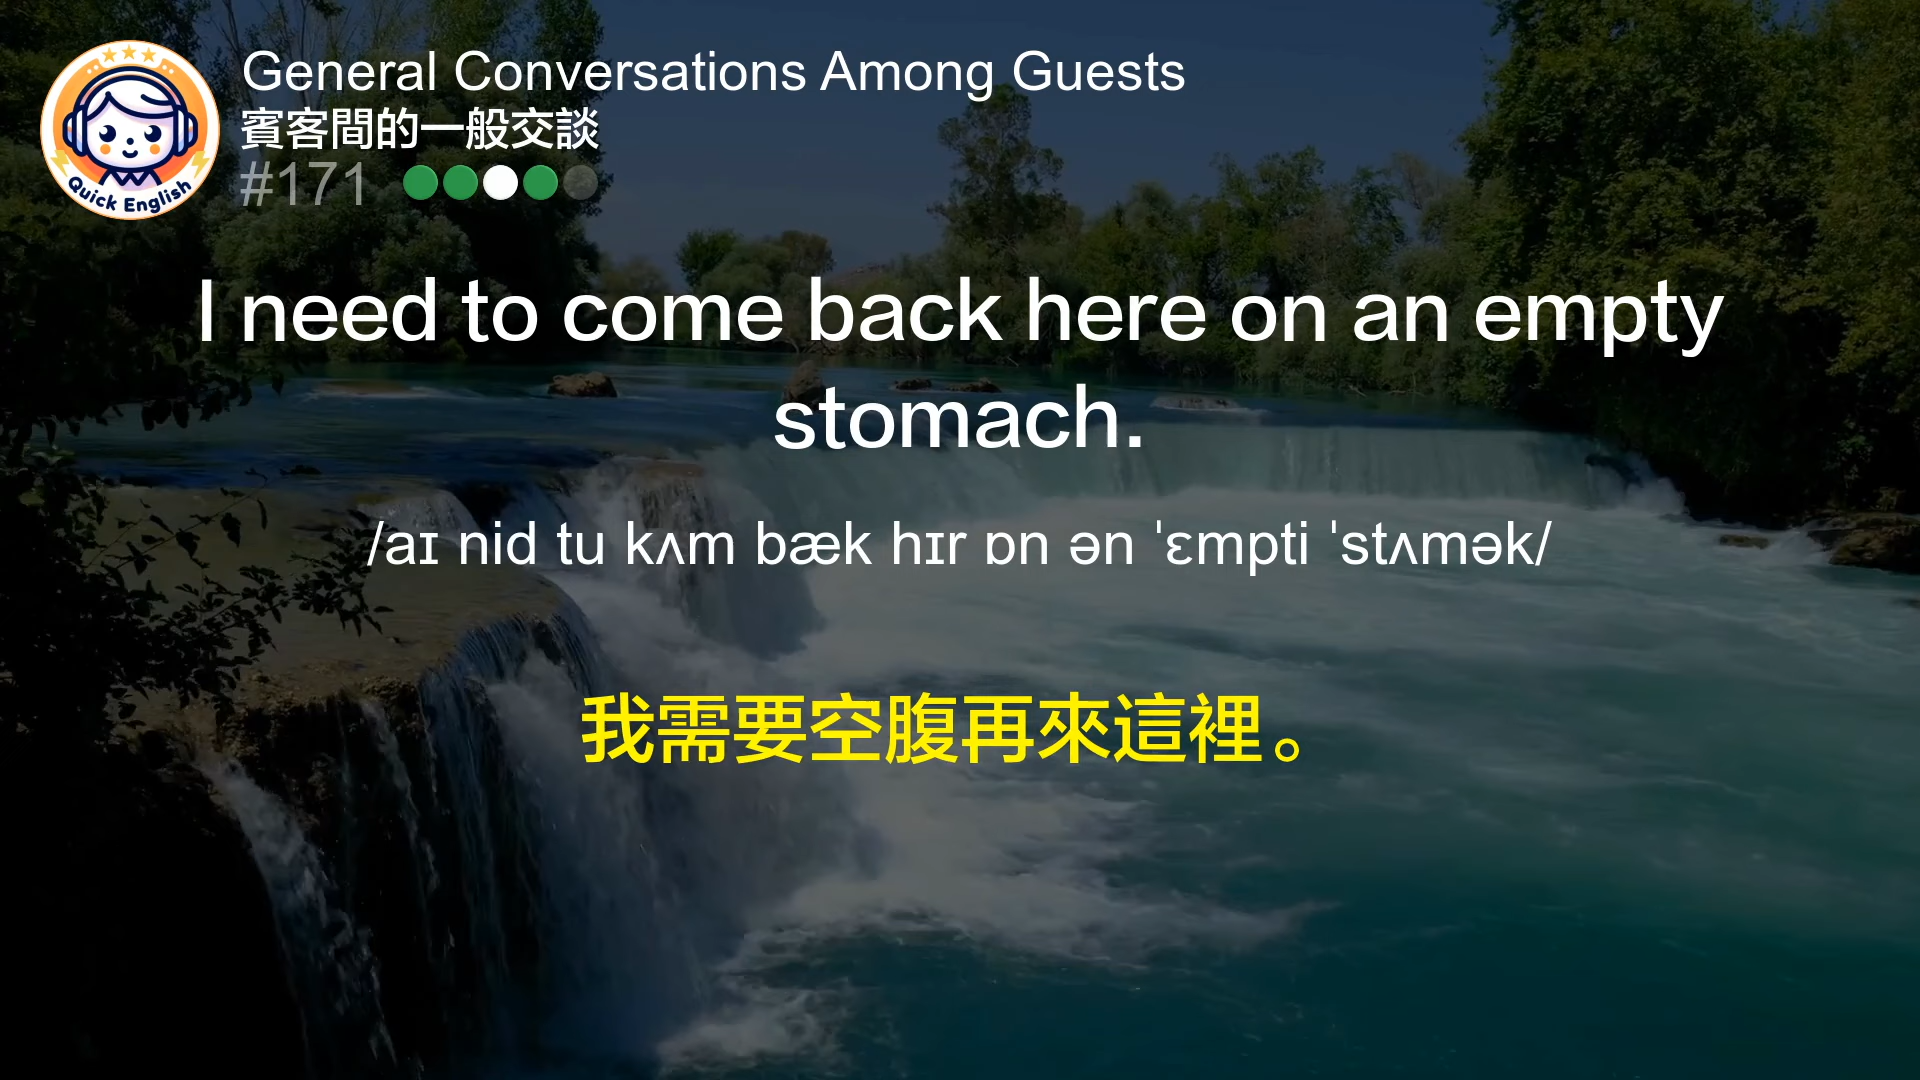 General Conversations Among Guests
賓客間的一般交談
#171
Quick English
I need to come back here on an empty
stomach.
/aɪ nid tu kʌm bæk hɪr ɒn ən ˈɛmpti ˈstʌmək/
我需要空腹再來這裡。